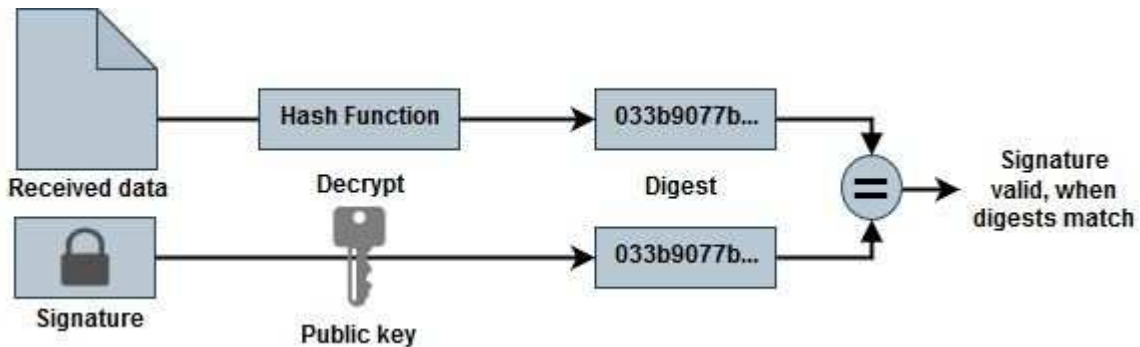 Hash Function
033b9077b...
Received data
Decrypt
Digest
Signature
valid, when
digests match
033b9077b...
Signature
Public key